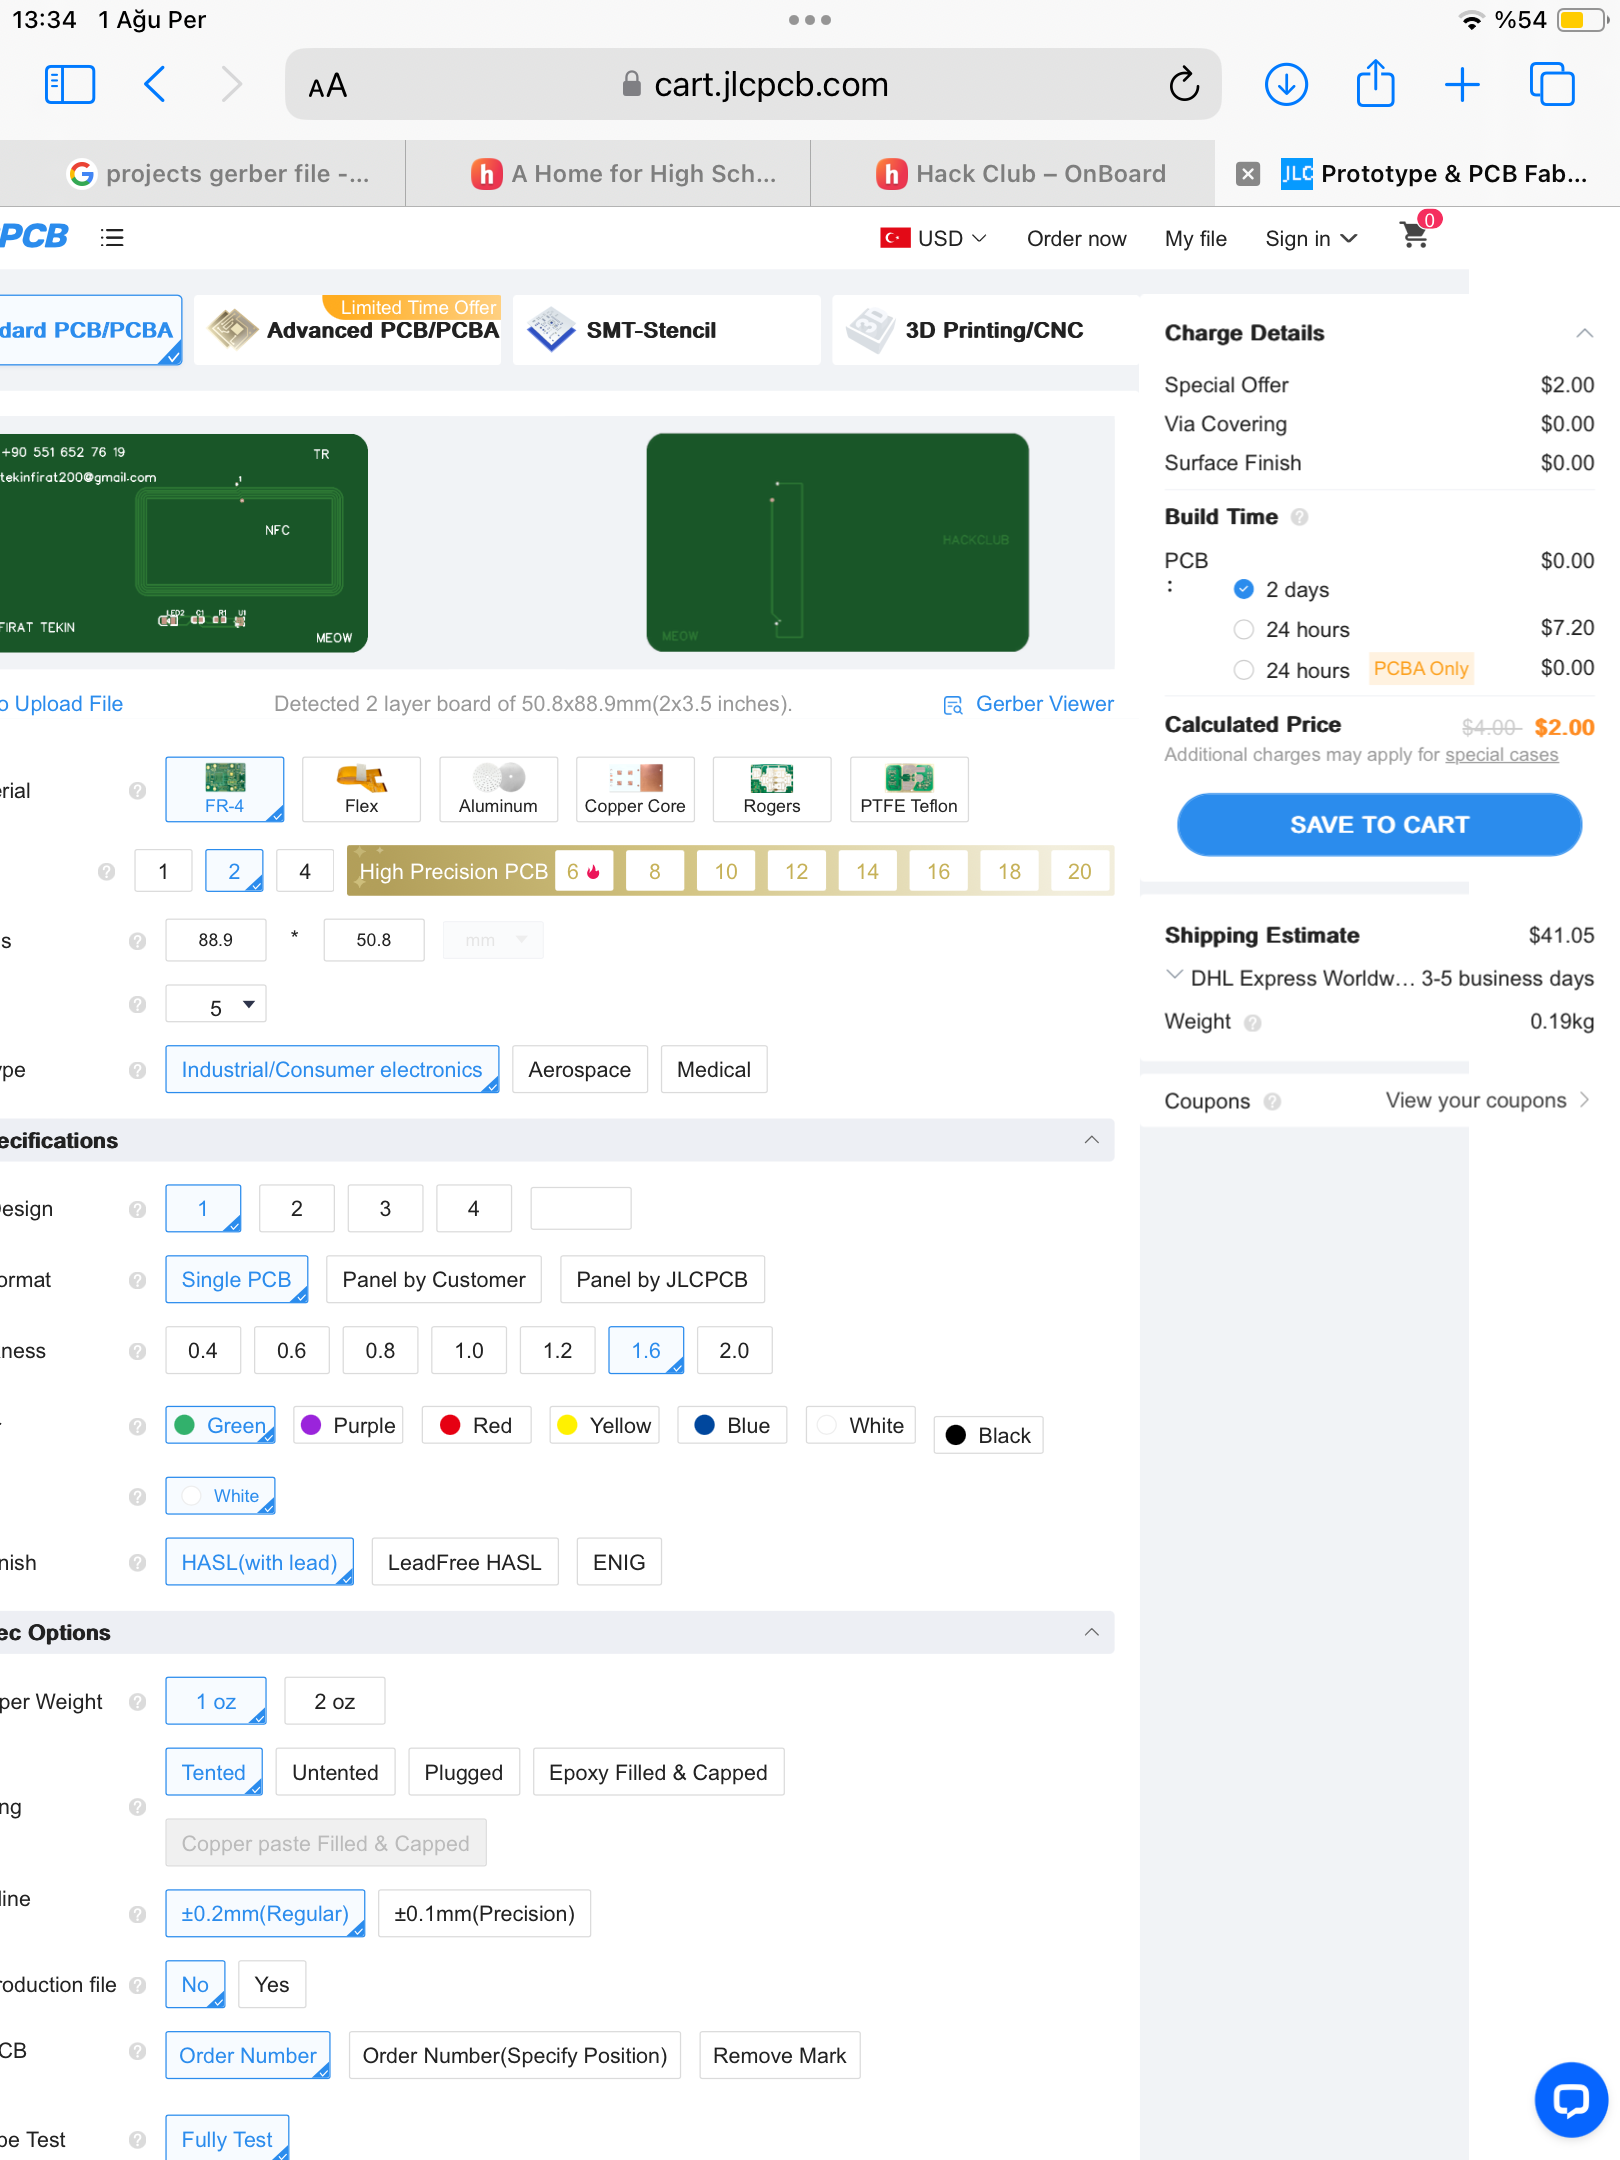 13:34 1 Ağu Per %54
AA cart.jlcpcb.com
projects gerber file -... A Home for High Sch... Hack Club – OnBoard JLC Prototype & PCB Fab...
PCB USD Order now My file Sign in 0
dard PCB/PCBA Limited Time Offer Advanced PCB/PCBA SMT-Stencil 3D Printing/CNC
+90 551 652 76 19 TR
tekinfirat200@gmail.com
1
NFC
HACKCLUB
LED2 C1 R1 U1
FIRAT TEKIN
MEOW
MEOW
o Upload File Detected 2 layer board of 50.8x88.9mm(2x3.5 inches). Gerber Viewer
erial FR-4 Flex Aluminum Copper Core Rogers PTFE Teflon
1 2 4 High Precision PCB 6 8 10 12 14 16 18 20
s 88.9 * 50.8 mm
5
ype Industrial/Consumer electronics Aerospace Medical
ecifications
esign 1 2 3 4
ormat Single PCB Panel by Customer Panel by JLCPCB
ness 0.4 0.6 0.8 1.0 1.2 1.6 2.0
Green Purple Red Yellow Blue White Black
White
nish HASL(with lead) LeadFree HASL ENIG
ec Options
per Weight 1 oz 2 oz
Tented Untented Plugged Epoxy Filled & Capped
ng
Copper paste Filled & Capped
line ±0.2mm(Regular) ±0.1mm(Precision)
roduction file No Yes
CB Order Number Order Number(Specify Position) Remove Mark
be Test Fully Test
Charge Details
Special Offer $2.00
Via Covering $0.00
Surface Finish $0.00
Build Time
PCB $0.00
: 2 days
24 hours $7.20
24 hours PCBA Only $0.00
Calculated Price $4.00 $2.00
Additional charges may apply for special cases
SAVE TO CART
Shipping Estimate $41.05
DHL Express Worldw... 3-5 business days
Weight 0.19kg
Coupons View your coupons